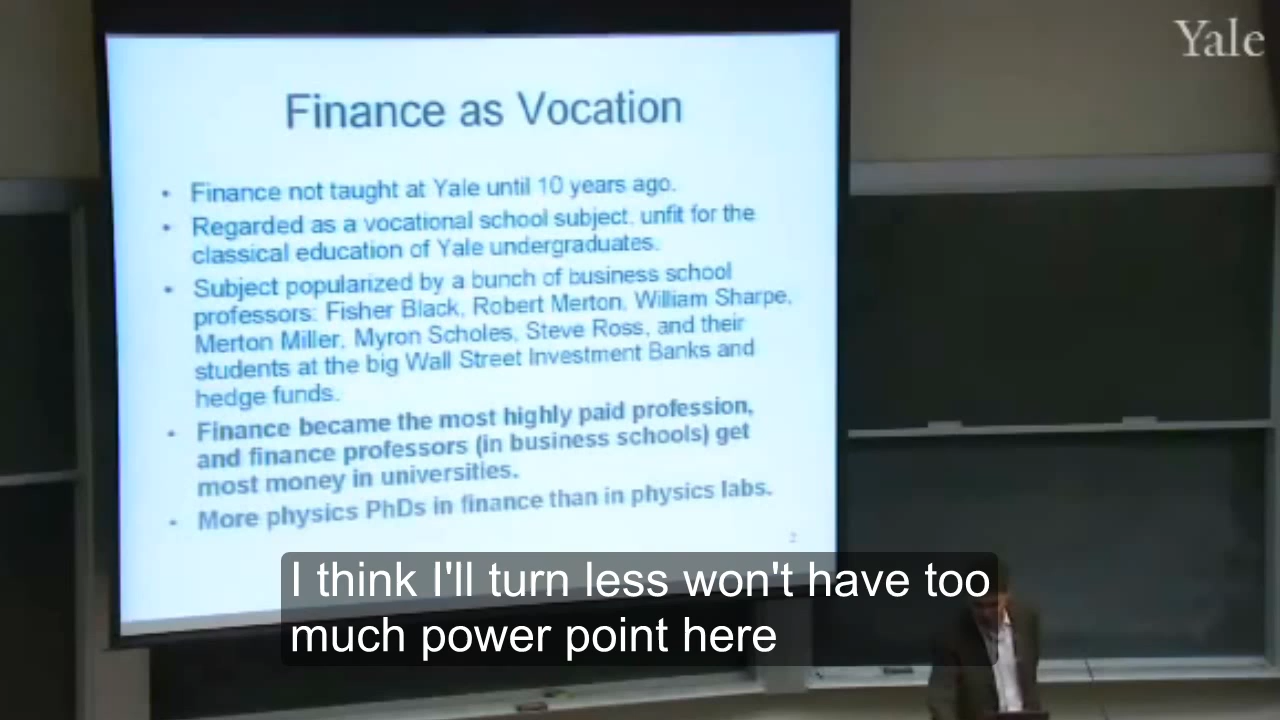 Yale
Finance as Vocation
• Finance not taught at Yale until 10 years ago.
• Regarded as a vocational school subject, unfit for the
classical education of Yale undergraduates.
• Subject popularized by a bunch of business school
professors: Fisher Black, Robert Merton, William Sharpe,
Merton Miller, Myron Scholes, Steve Ross, and their
students at the big Wall Street Investment Banks and
hedge funds.
• Finance became the most highly paid profession,
and finance professors (in business schools) get
most money in universities.
• More physics PhDs in finance than in physics labs.
2
I think I'll turn less won't have too
much power point here